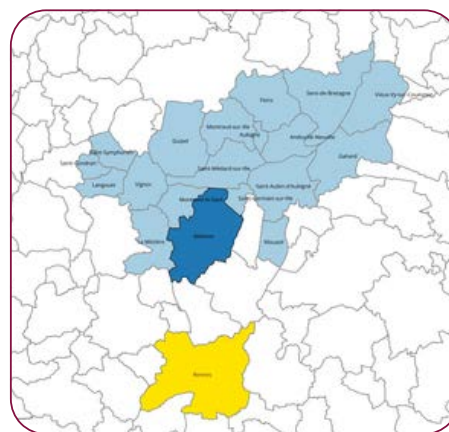 Sens-de-Bretagne
Vieux-Vy-sur-Couesnon
Feins
Montreuil-sur-Ille
Aubigné
Andouillé-Neuville
Guipel
Gahard
Saint-Gondran
Saint-Médard-sur-Ille
Langouet
Vignoc
Saint-Aubin-d'Aubigné
Montreuil-le-Gast
Saint-Germain-sur-Ille
La Mézière
Mouazé
Melesse
Rennes